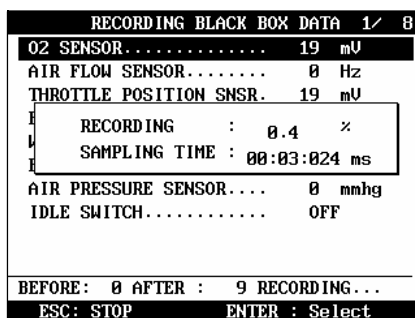 RECORDING BLACK BOX DATA 1/ 8
O2 SENSOR.............. 19 mV
AIR FLOW SENSOR........ 0 Hz
THROTTLE POSITION SNSR. 19 mV
RECORDING : 0.4 %
SAMPLING TIME : 00:03:024 ms
AIR PRESSURE SENSOR.... 0 mmhg
IDLE SWITCH............ OFF
BEFORE: 0 AFTER : 9 RECORDING...
ESC: STOP ENTER : Select